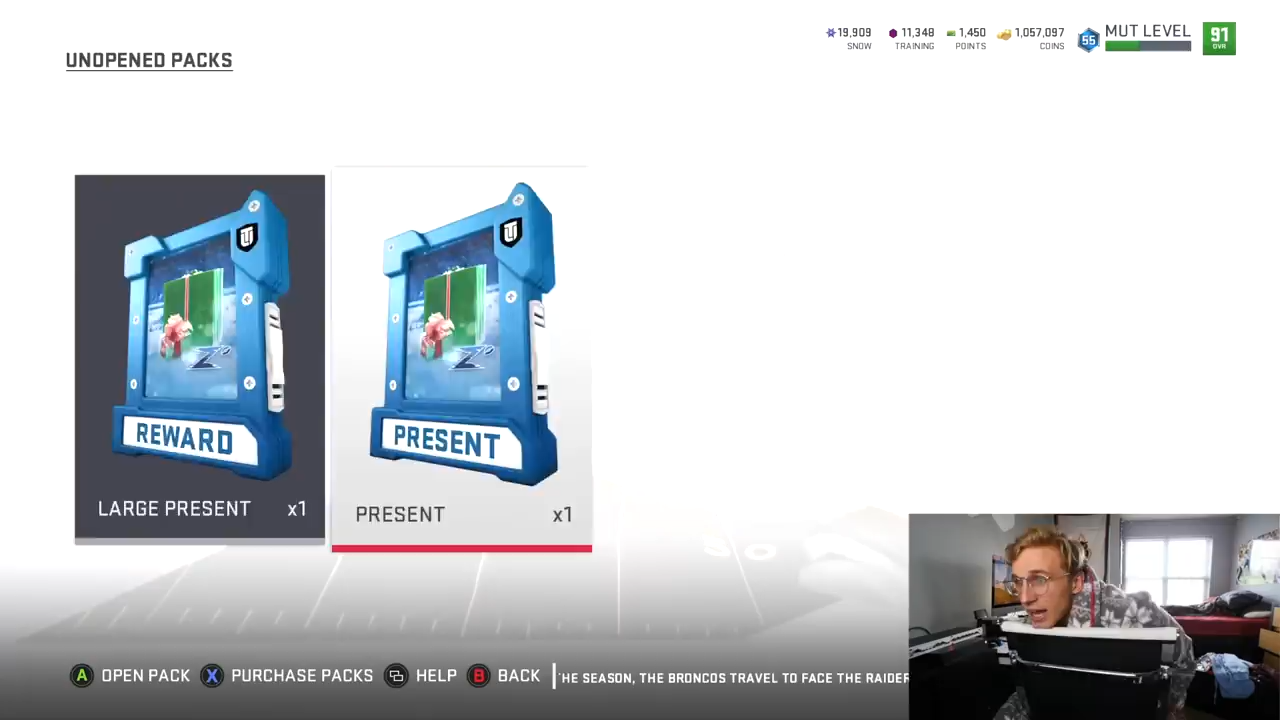 UNOPENED PACKS
19,909 11,348 1,450 1,057,097 55 MUT LEVEL 91
SNOW TRAINING POINTS COINS OVR
REWARD PRESENT
LARGE PRESENT x1 PRESENT x1
A OPEN PACK X PURCHASE PACKS HELP B BACK HE SEASON, THE BRONCOS TRAVEL TO FACE THE RAIDER